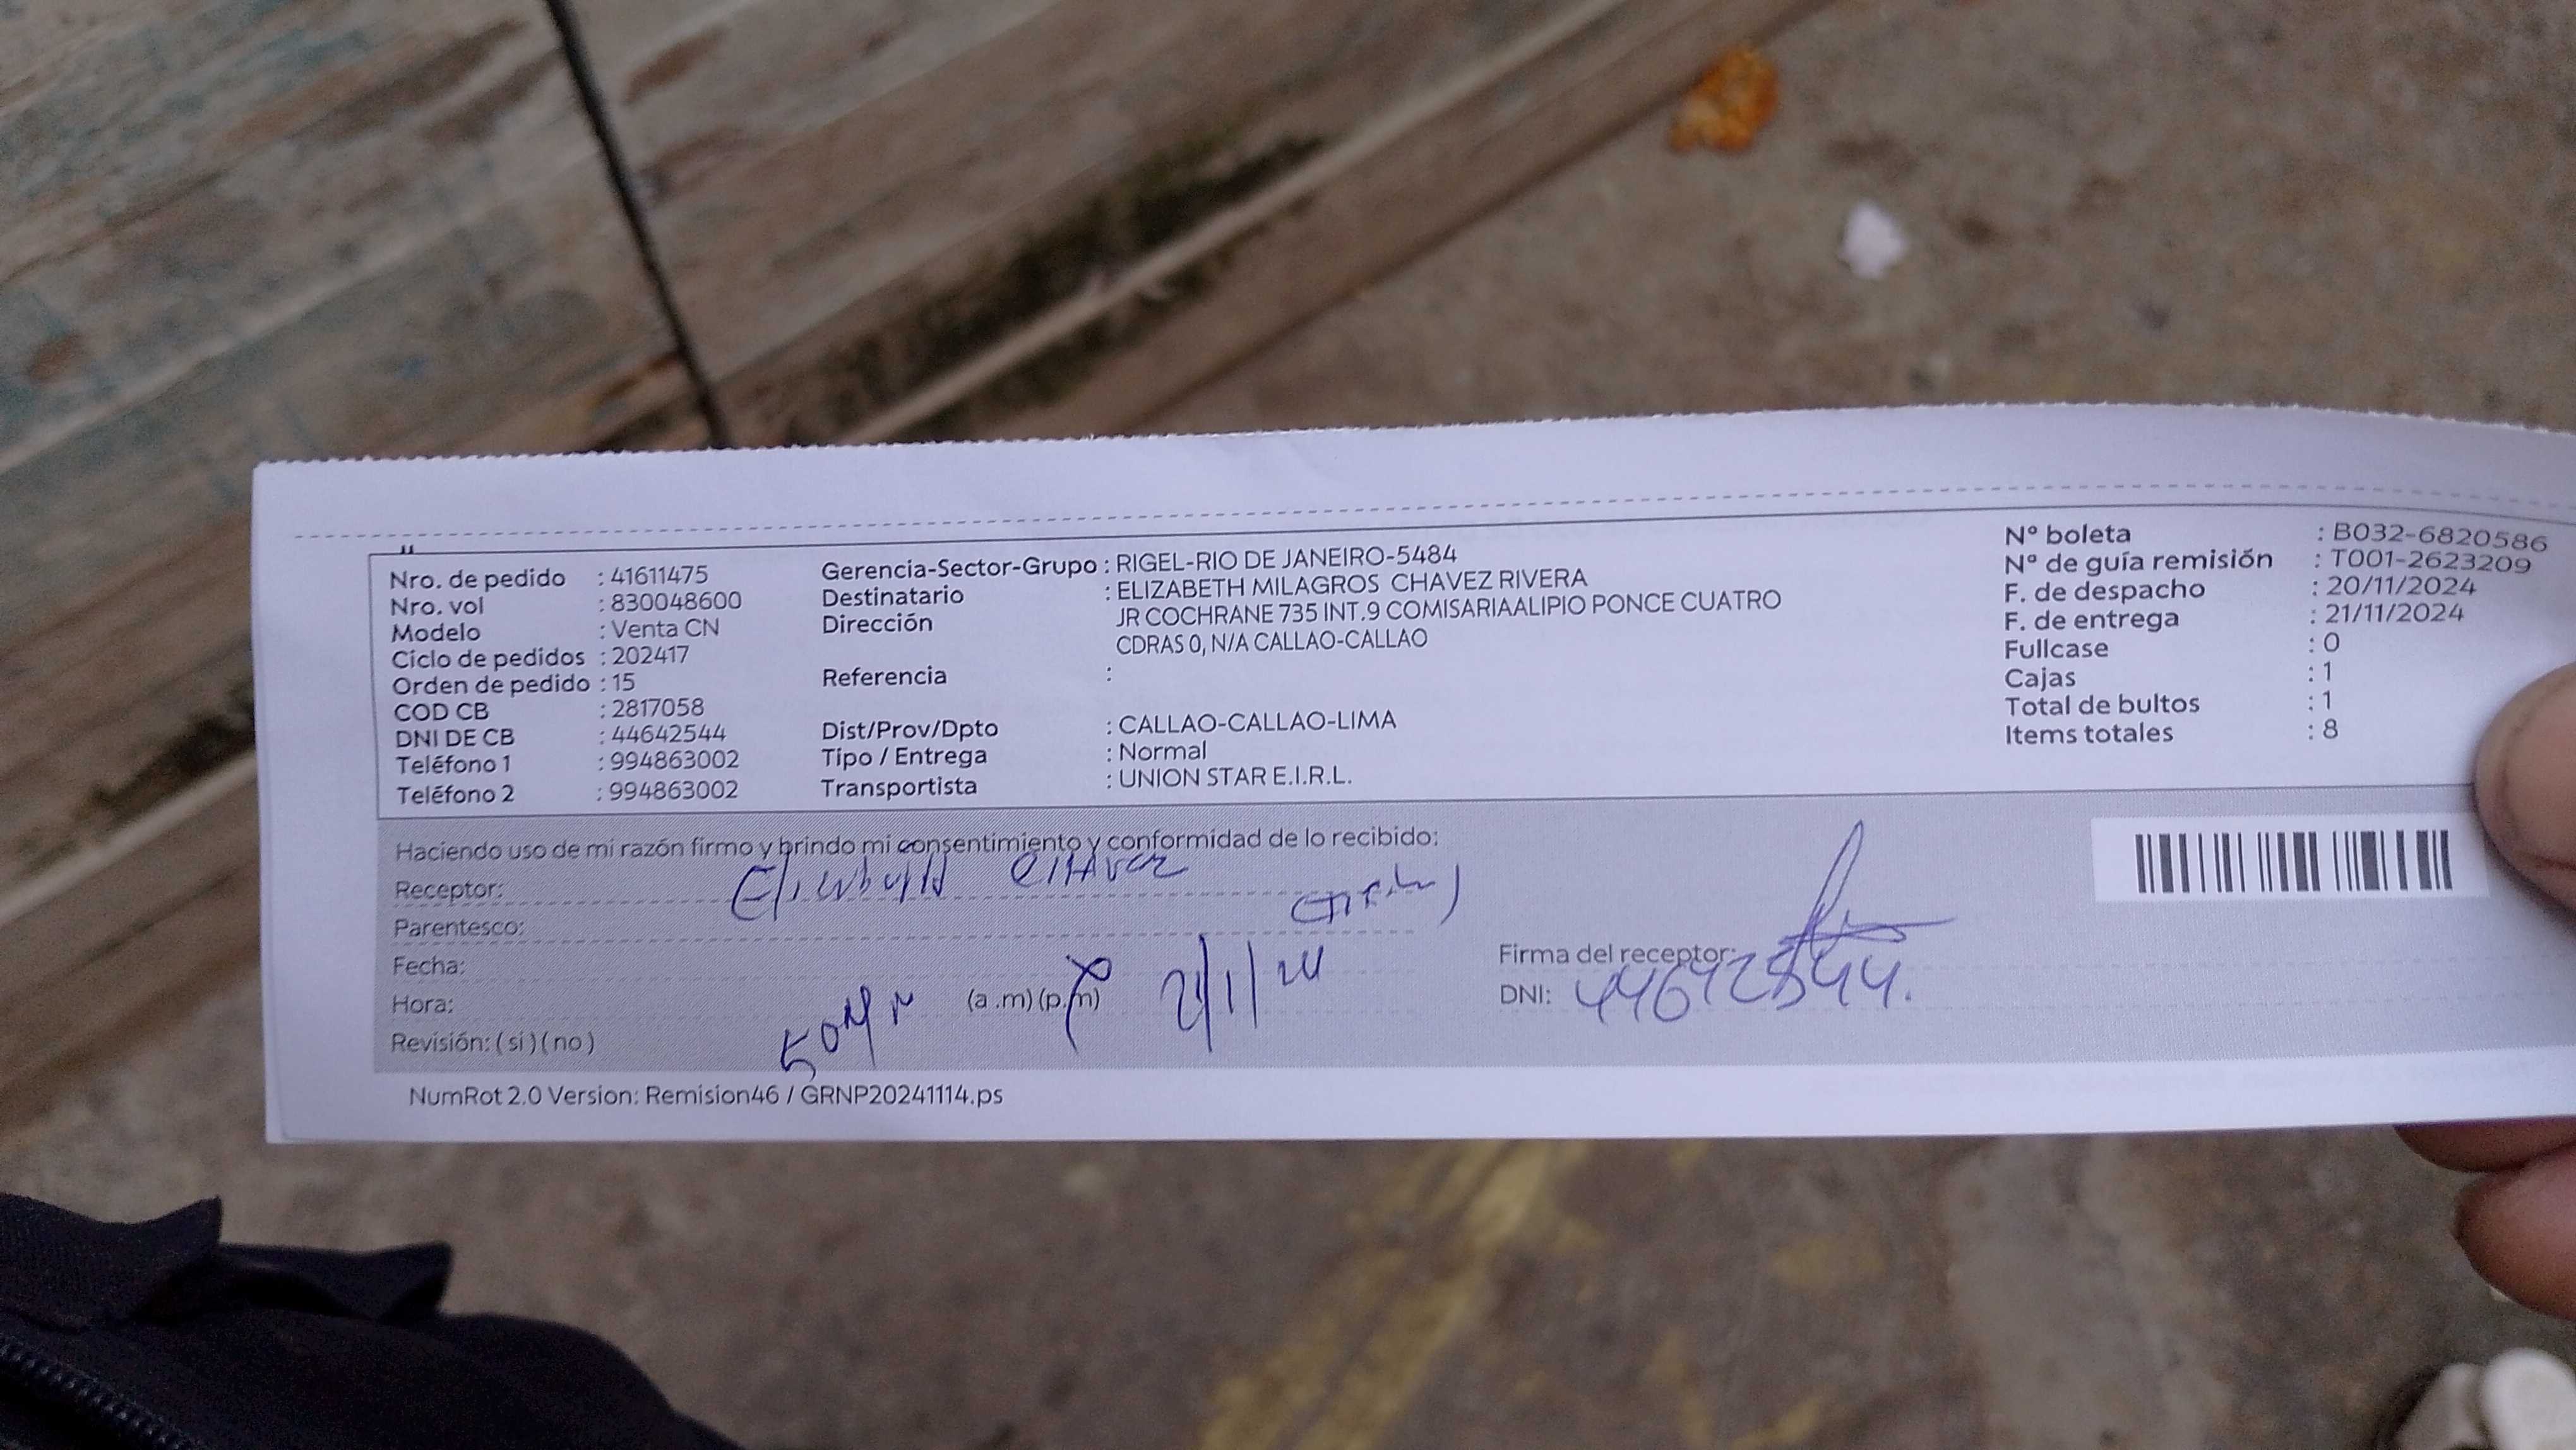 Nro. de pedido : 41611475
Nro. vol : 830048600
Modelo : Venta CN
Ciclo de pedidos : 202417
Orden de pedido : 15
COD CB : 2817058
DNI DE CB : 44642544
Teléfono 1 : 994863002
Teléfono 2 : 994863002
Gerencia-Sector-Grupo : RIGEL-RIO DE JANEIRO-5484
Destinatario : ELIZABETH MILAGROS CHAVEZ RIVERA
Dirección JR COCHRANE 735 INT.9 COMISARIAALIPIO PONCE CUATRO
CDRAS 0, N/A CALLAO-CALLAO
Referencia :
Dist/Prov/Dpto : CALLAO-CALLAO-LIMA
Tipo / Entrega : Normal
Transportista : UNION STAR E.I.R.L.
Nº boleta : B032-6820586
Nº de guía remisión : T001-2623209
F. de despacho : 20/11/2024
F. de entrega : 21/11/2024
Fullcase : 0
Cajas : 1
Total de bultos : 1
Items totales : 8
Haciendo uso de mi razón firmo y brindo mi consentimiento y conformidad de lo recibido:
Receptor: CHAVEZ
Parentesco:
Fecha:
Hora: (a .m) (p.m)
Revisión: ( si ) ( no )
Firma del receptor:
DNI: 44642544.
NumRot 2.0 Version: Remision46 / GRNP20241114.ps